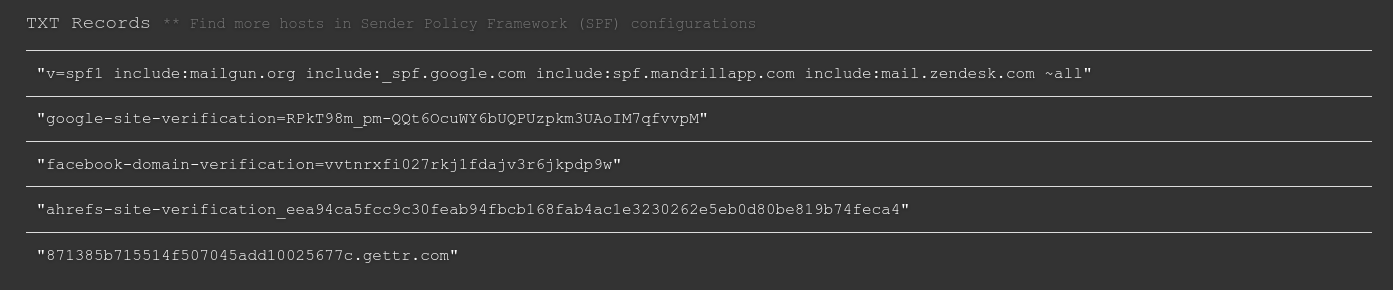 TXT Records ** Find more hosts in Sender Policy Framework (SPF) configurations
"v=spf1 include:mailgun.org include:_spf.google.com include:spf.mandrillapp.com include:mail.zendesk.com ~all"
"google-site-verification=RPkT98m_pm-QQt6OcuWY6bUQPUzpkm3UAoIM7qfvvpM"
"facebook-domain-verification=vvtnrxfi027rkj1fdajv3r6jkpdp9w"
"ahrefs-site-verification_eea94ca5fcc9c30feab94fbcb168fab4ac1e3230262e5eb0d80be819b74feca4"
"871385b715514f507045add10025677c.gettr.com"